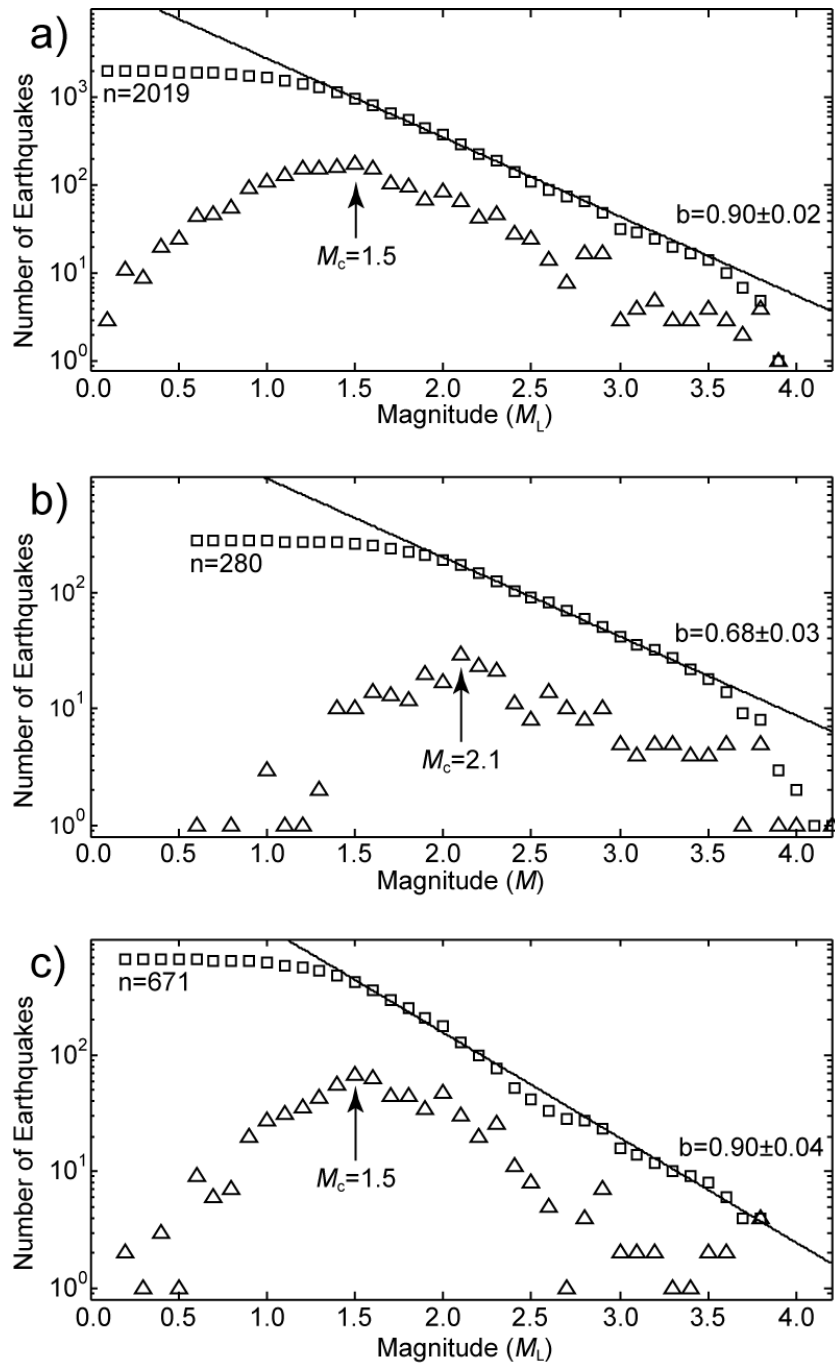 a)
Number of Earthquakes
10³
10²
10¹
10⁰
n=2019
b=0.90±0.02
M_c=1.5
0.0 0.5 1.0 1.5 2.0 2.5 3.0 3.5 4.0
Magnitude (M_L)
b)
Number of Earthquakes
10²
10¹
10⁰
n=280
b=0.68±0.03
M_c=2.1
0.0 0.5 1.0 1.5 2.0 2.5 3.0 3.5 4.0
Magnitude (M)
c)
Number of Earthquakes
10²
10¹
10⁰
n=671
b=0.90±0.04
M_c=1.5
0.0 0.5 1.0 1.5 2.0 2.5 3.0 3.5 4.0
Magnitude (M_L)